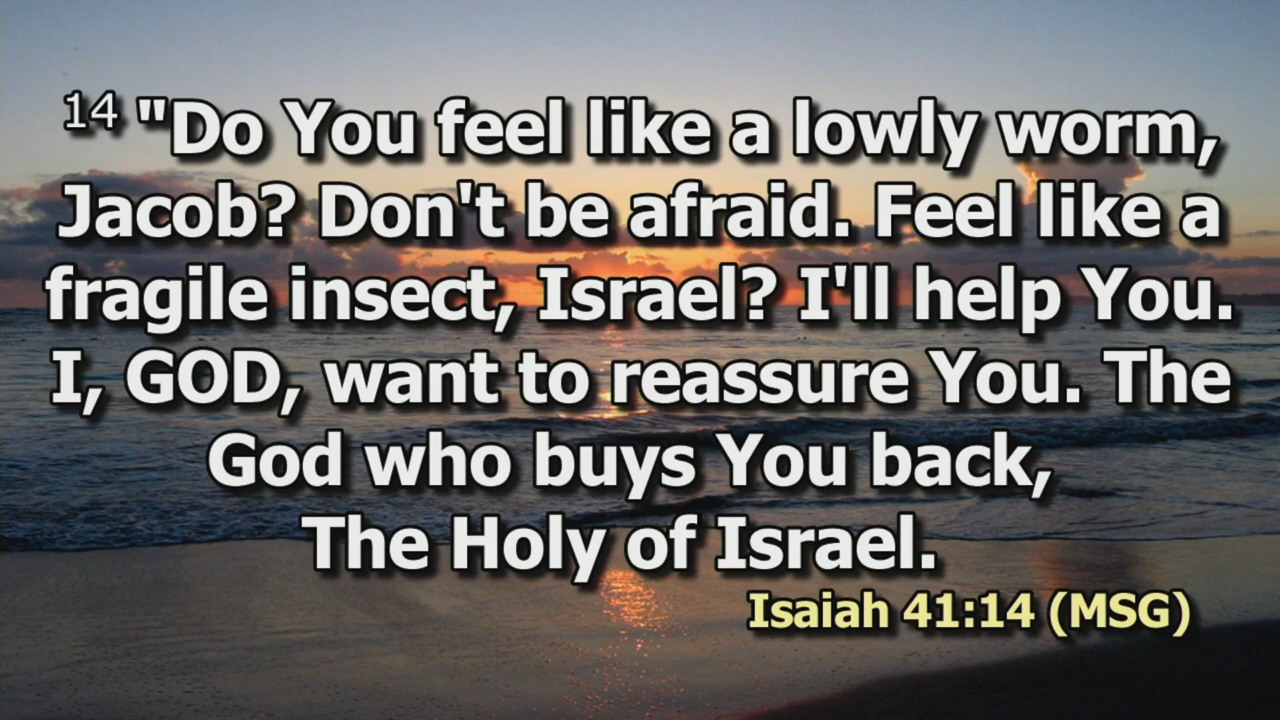 14 "Do You feel like a lowly worm,
Jacob? Don't be afraid. Feel like a
fragile insect, Israel? I'll help You.
I, GOD, want to reassure You. The
God who buys You back,
The Holy of Israel.
Isaiah 41:14 (MSG)